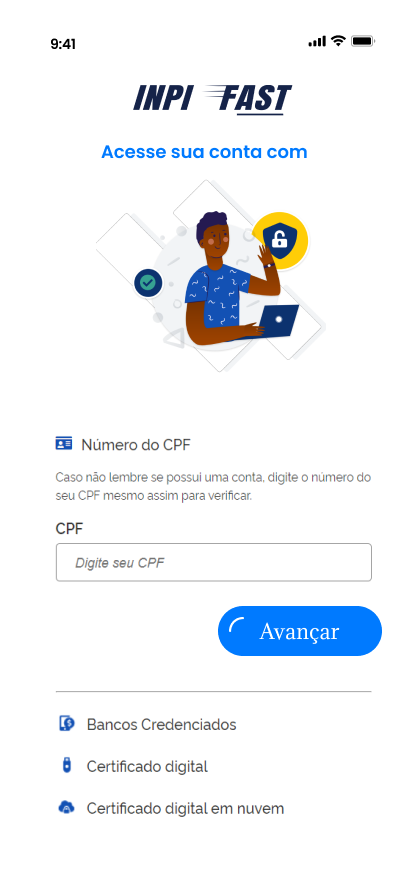 9:41
INPI FAST
Acesse sua conta com
Número do CPF
Caso não lembre se possui uma conta, digite o número do
seu CPF mesmo assim para verificar.
CPF
Digite seu CPF
Avançar
Bancos Credenciados
Certificado digital
Certificado digital em nuvem